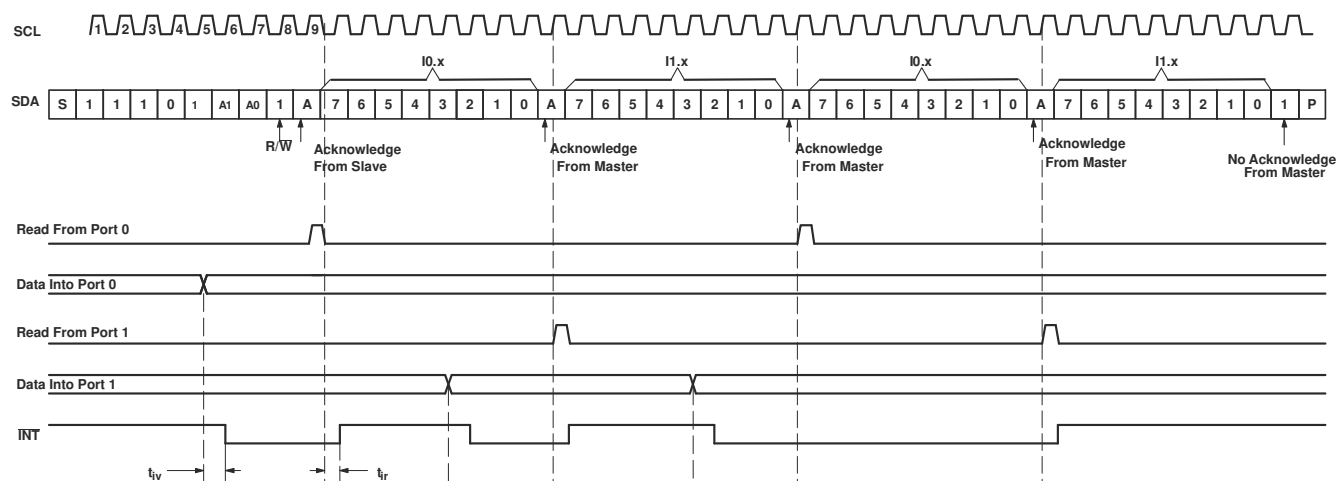 SCL 1 2 3 4 5 6 7 8 9
I0.x I1.x I0.x I1.x
SDA S 1 1 1 0 1 A1 A0 1 A 7 6 5 4 3 2 1 0 A 7 6 5 4 3 2 1 0 A 7 6 5 4 3 2 1 0 A 7 6 5 4 3 2 1 0 1 P
R/W̅
Acknowledge
From Slave
Acknowledge
From Master
Acknowledge
From Master
Acknowledge
From Master
No Acknowledge
From Master
Read From Port 0
Data Into Port 0
Read From Port 1
Data Into Port 1
I̅N̅T̅
tiv tir